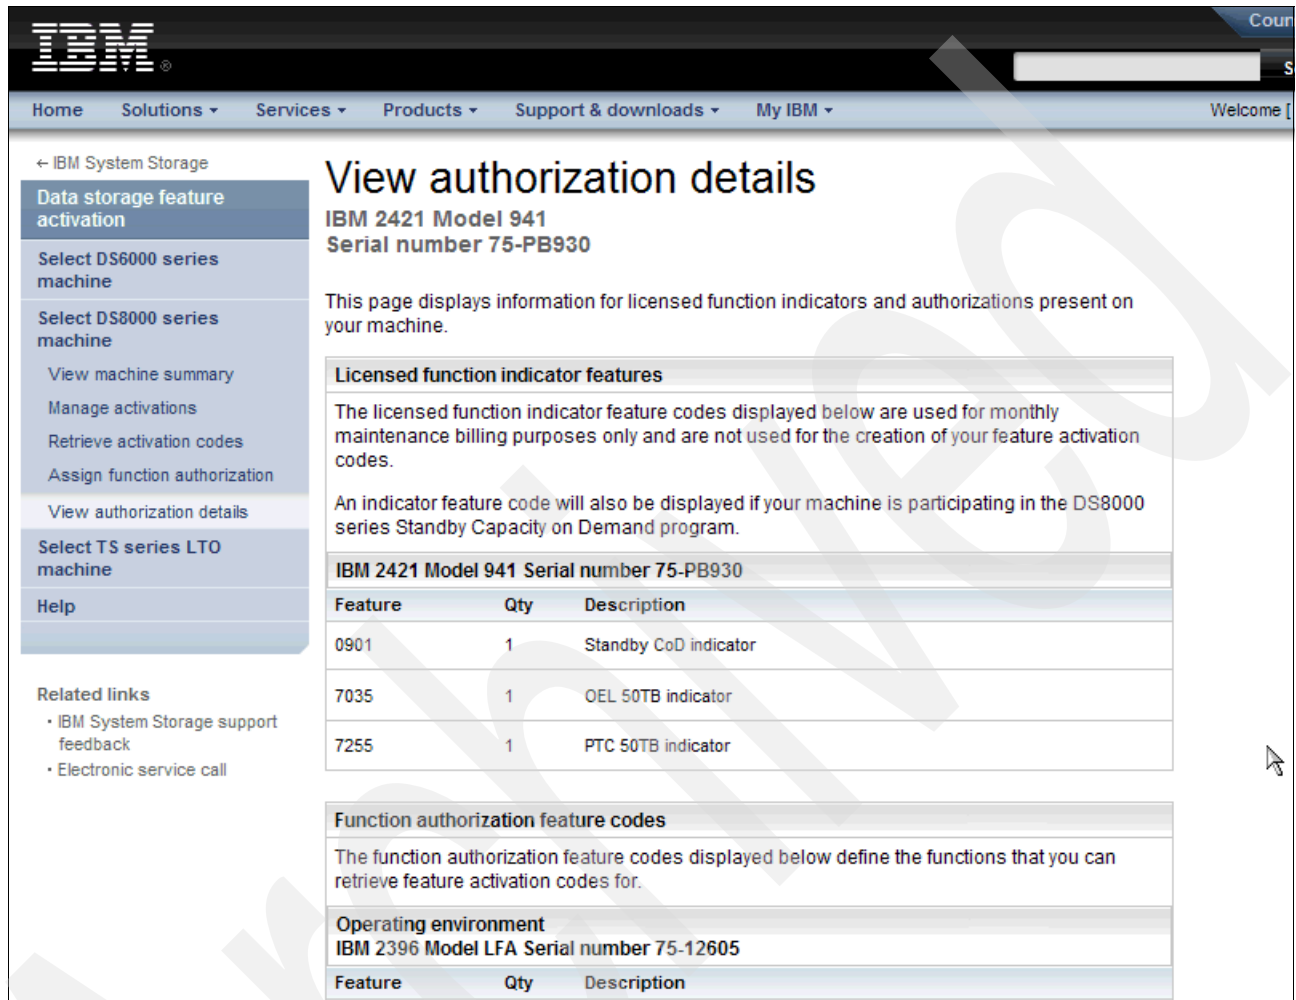 Coun
IBM®
S
Home Solutions Services Products Support & downloads My IBM Welcome [
← IBM System Storage
Data storage feature
activation
Select DS6000 series
machine
Select DS8000 series
machine
View machine summary
Manage activations
Retrieve activation codes
Assign function authorization
View authorization details
Select TS series LTO
machine
Help
Related links
• IBM System Storage support
feedback
• Electronic service call
View authorization details
IBM 2421 Model 941
Serial number 75-PB930
This page displays information for licensed function indicators and authorizations present on
your machine.
Licensed function indicator features
The licensed function indicator feature codes displayed below are used for monthly
maintenance billing purposes only and are not used for the creation of your feature activation
codes.
An indicator feature code will also be displayed if your machine is participating in the DS8000
series Standby Capacity on Demand program.
IBM 2421 Model 941 Serial number 75-PB930
Feature Qty Description
0901 1 Standby CoD indicator
7035 1 OEL 50TB indicator
7255 1 PTC 50TB indicator
Function authorization feature codes
The function authorization feature codes displayed below define the functions that you can
retrieve feature activation codes for.
Operating environment
IBM 2396 Model LFA Serial number 75-12605
Feature Qty Description
Archived